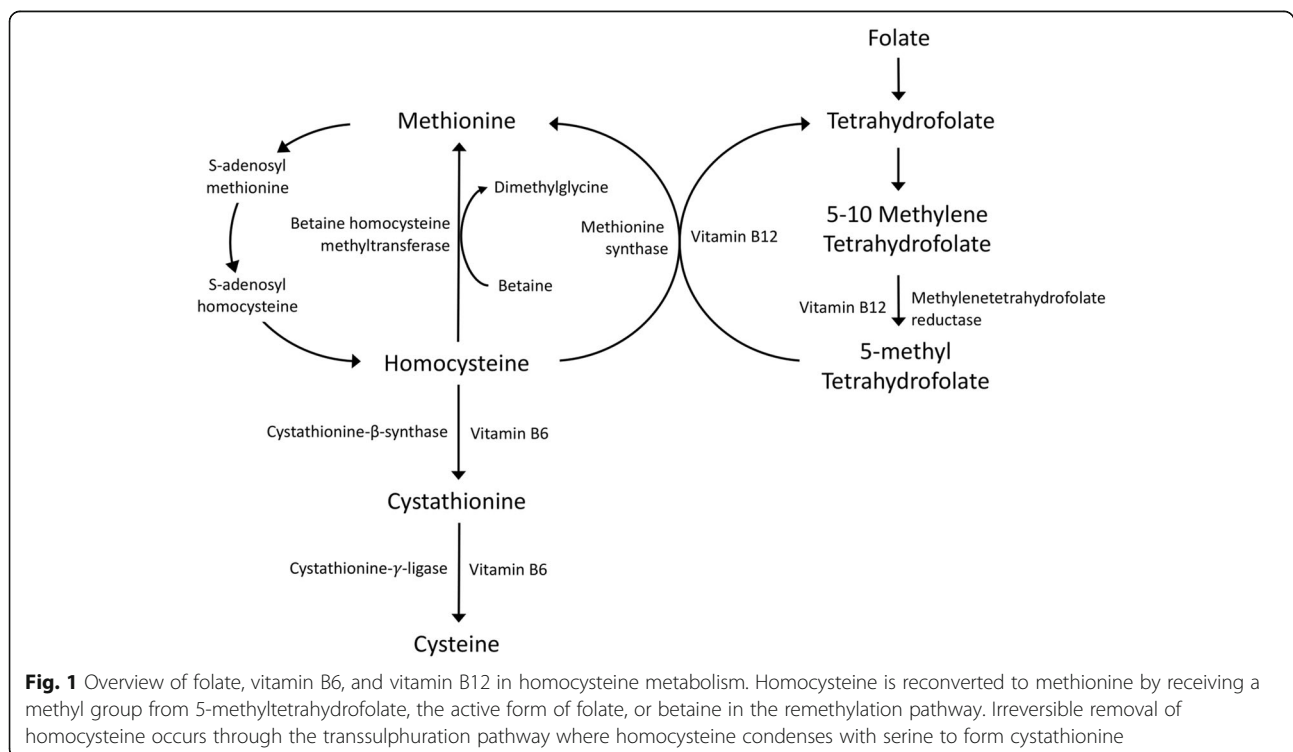 Folate
Methionine
Tetrahydrofolate
S-adenosyl
methionine
Dimethylglycine
Betaine homocysteine
methyltransferase
Methionine
synthase
Vitamin B12
5-10 Methylene
Tetrahydrofolate
S-adenosyl
homocysteine
Betaine
Vitamin B12
Methylenetetrahydrofolate
reductase
Homocysteine
5-methyl
Tetrahydrofolate
Cystathionine-β-synthase
Vitamin B6
Cystathionine
Cystathionine-γ-ligase
Vitamin B6
Cysteine
Fig. 1 Overview of folate, vitamin B6, and vitamin B12 in homocysteine metabolism. Homocysteine is reconverted to methionine by receiving a
methyl group from 5-methyltetrahydrofolate, the active form of folate, or betaine in the remethylation pathway. Irreversible removal of
homocysteine occurs through the transsulphuration pathway where homocysteine condenses with serine to form cystathionine